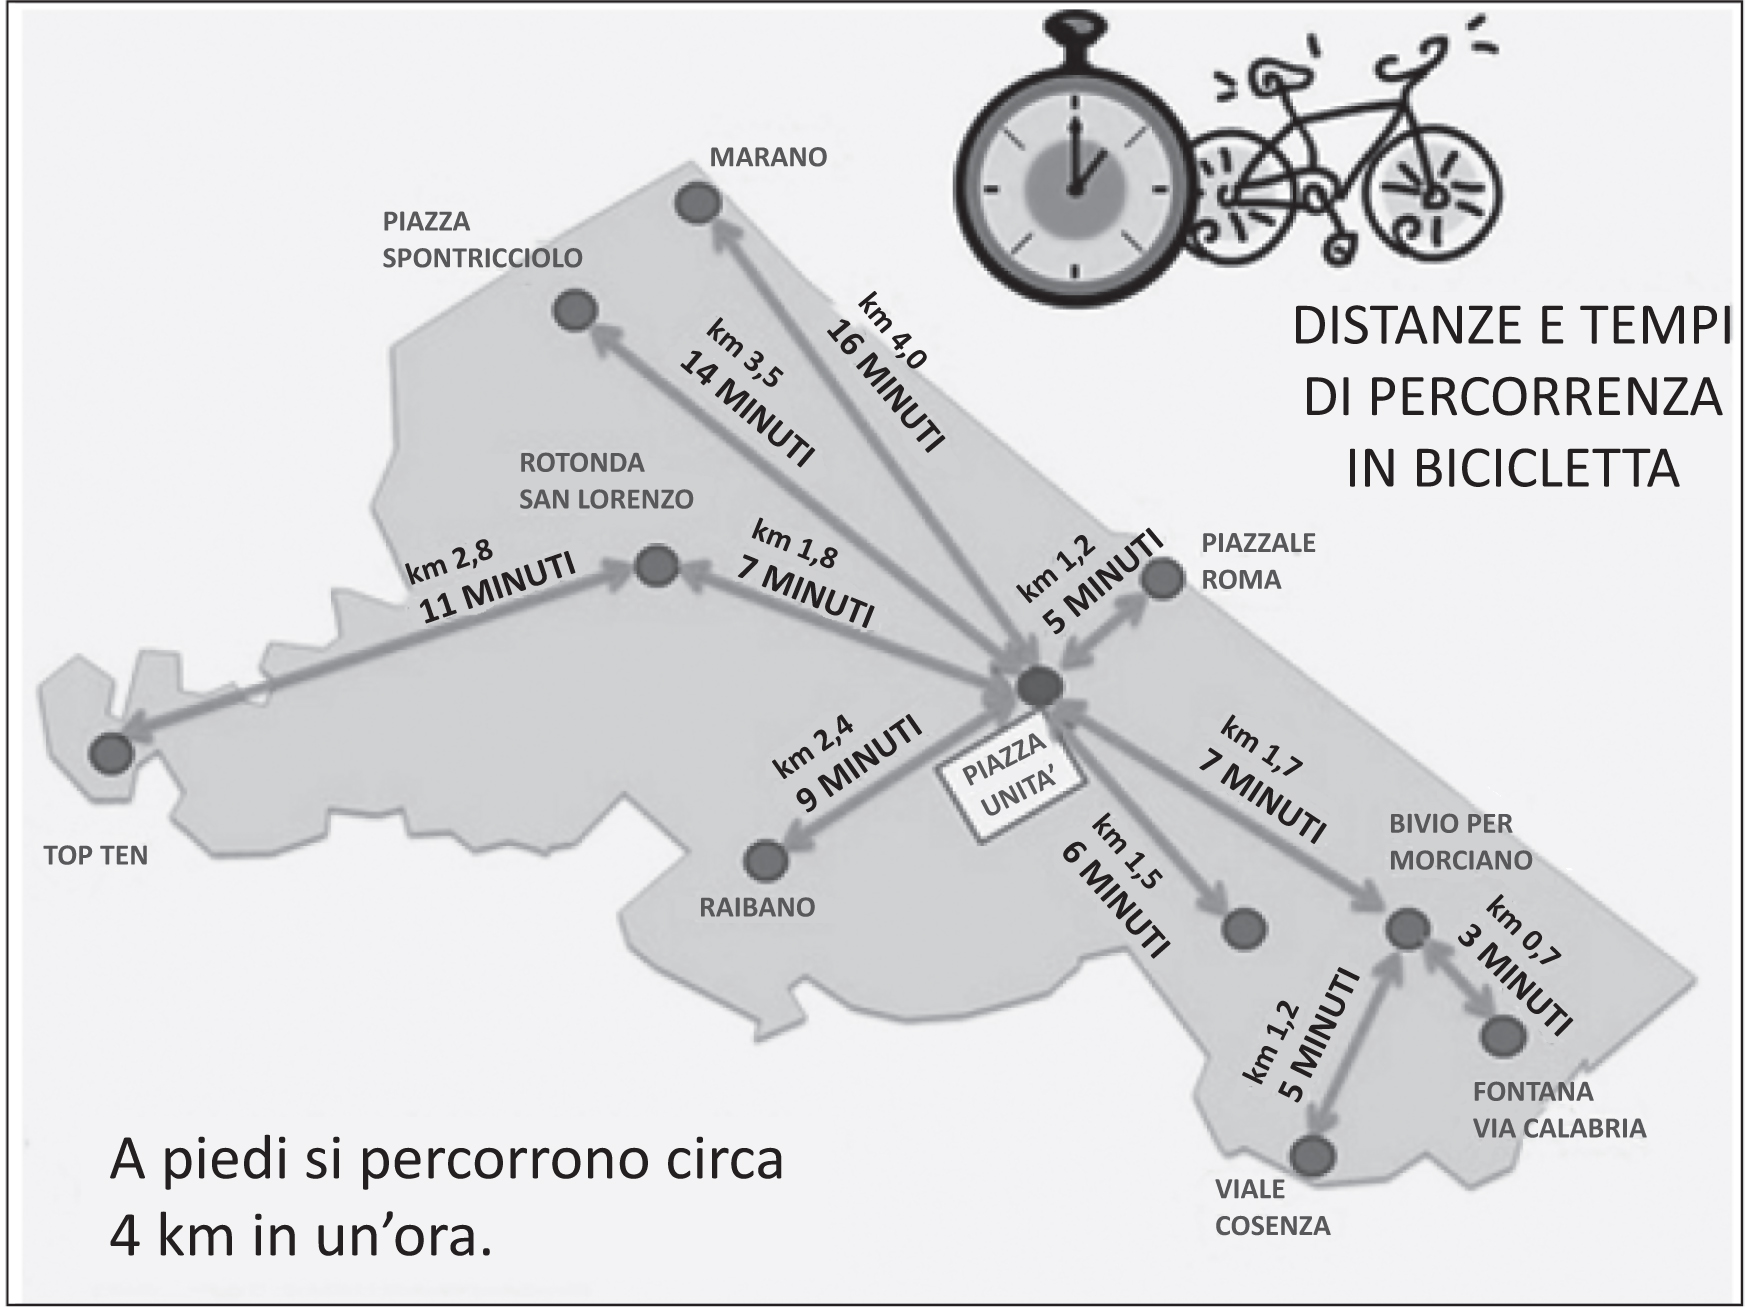 MARANO
PIAZZA
SPONTRICCIOLO
km 4,0
16 MINUTI
km 3,5
14 MINUTI
DISTANZE E TEMPI
DI PERCORRENZA
IN BICICLETTA
ROTONDA
SAN LORENZO
km 2,8
11 MINUTI
km 1,8
7 MINUTI
km 1,2
5 MINUTI
PIAZZALE
ROMA
km 2,4
9 MINUTI
PIAZZA
UNITA’
km 1,7
7 MINUTI
TOP TEN
RAIBANO
km 1,5
6 MINUTI
BIVIO PER
MORCIANO
km 0,7
3 MINUTI
km 1,2
5 MINUTI
FONTANA
VIA CALABRIA
VIALE
COSENZA
A piedi si percorrono circa
4 km in un’ora.